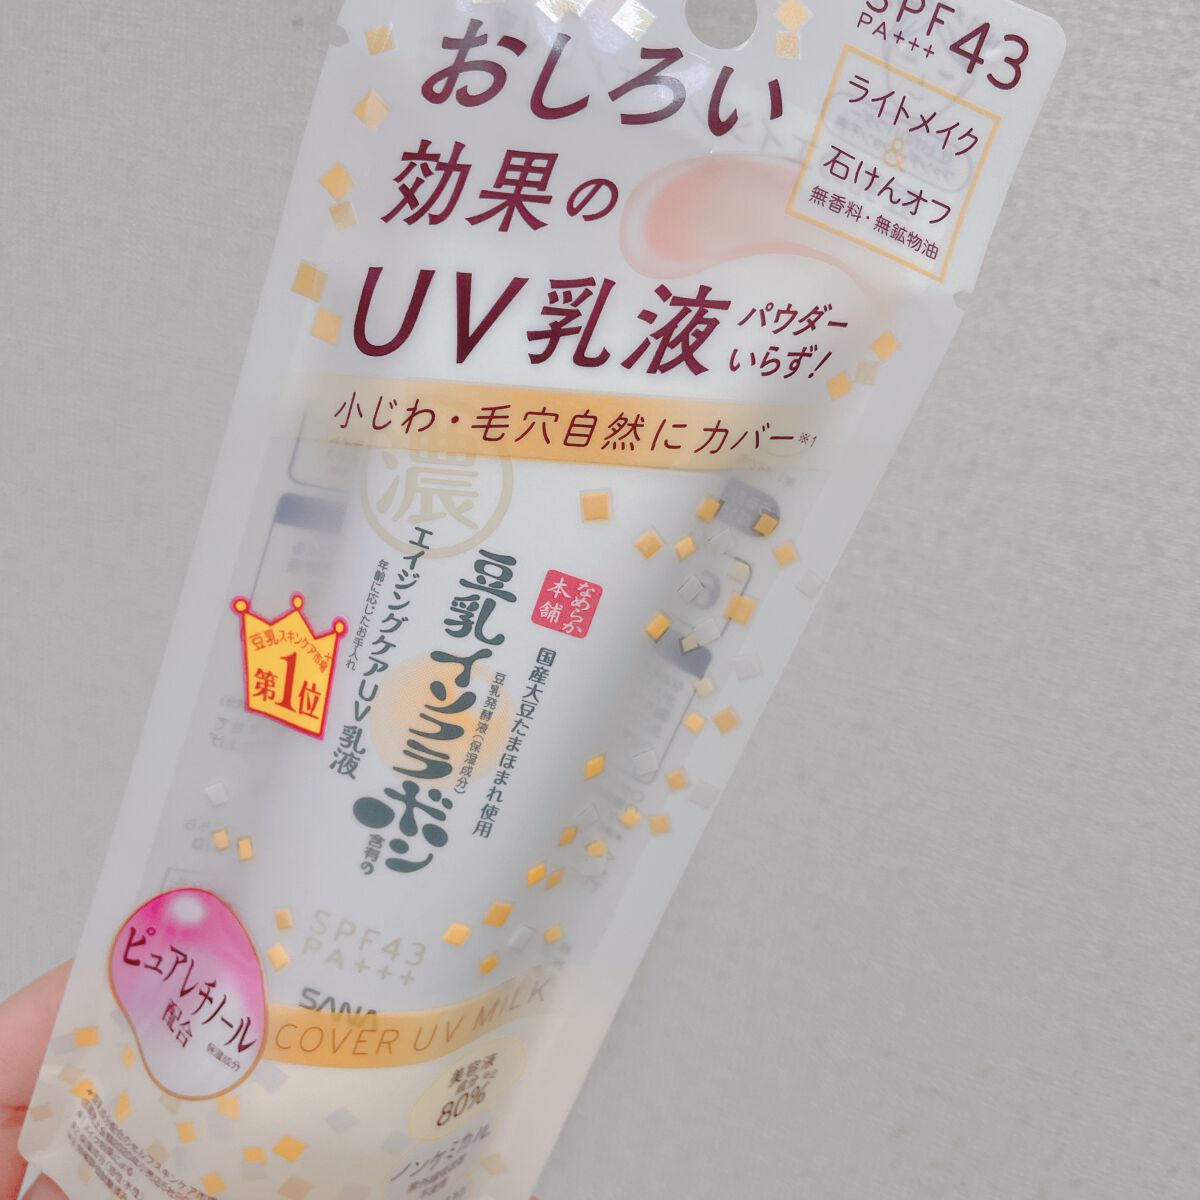 SPF 43
PA+++
ライトメイク
&
石けんオフ
無香料・無鉱物油
おしろい
効果の
UV乳液
パウダー
いらず!
小じわ・毛穴自然にカバー※1
濃
なめらか
本舗
国産大豆たまほまれ使用
豆乳発酵液(保湿成分)
豆乳イソフラボン
含有の
エイジングケアUV乳液
年齢に応じたお手入れ
豆乳スキンケア市場
第1位
SPF43
PA+++
SANA
COVER UV MILK
ピュアレチノール
配合
保湿成分
美容液
成分※2
80%
ノンケミカル